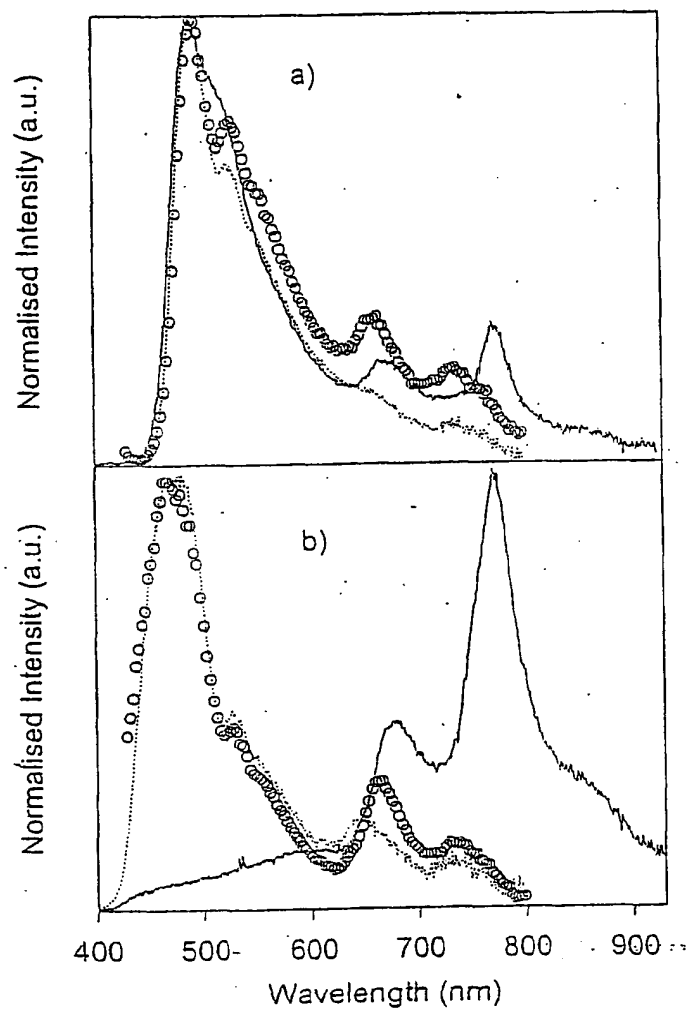 Normalised Intensity (a.u.)
a)
Normalised Intensity (a.u.)
b)
400 500 600 700 800 900
Wavelength (nm)